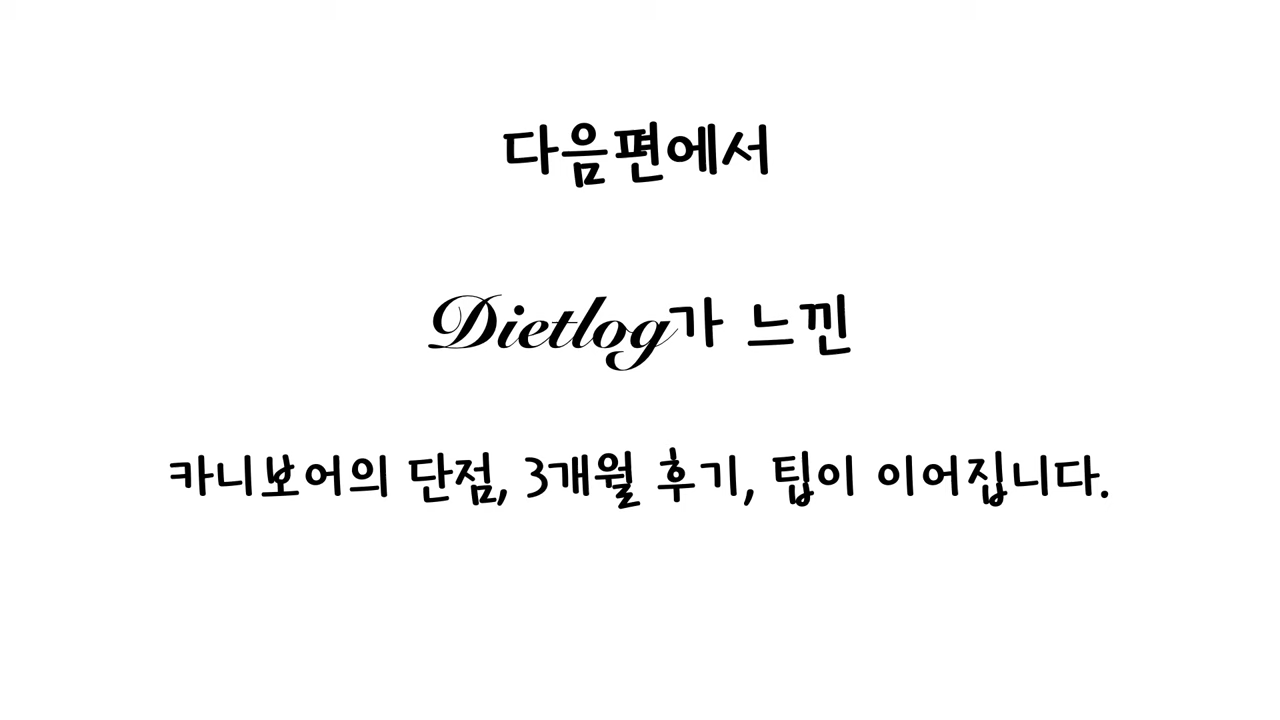 다음편에서
Dietlog가 느낀
카니보어의 단점, 3개월 후기, 팁이 이어집니다.